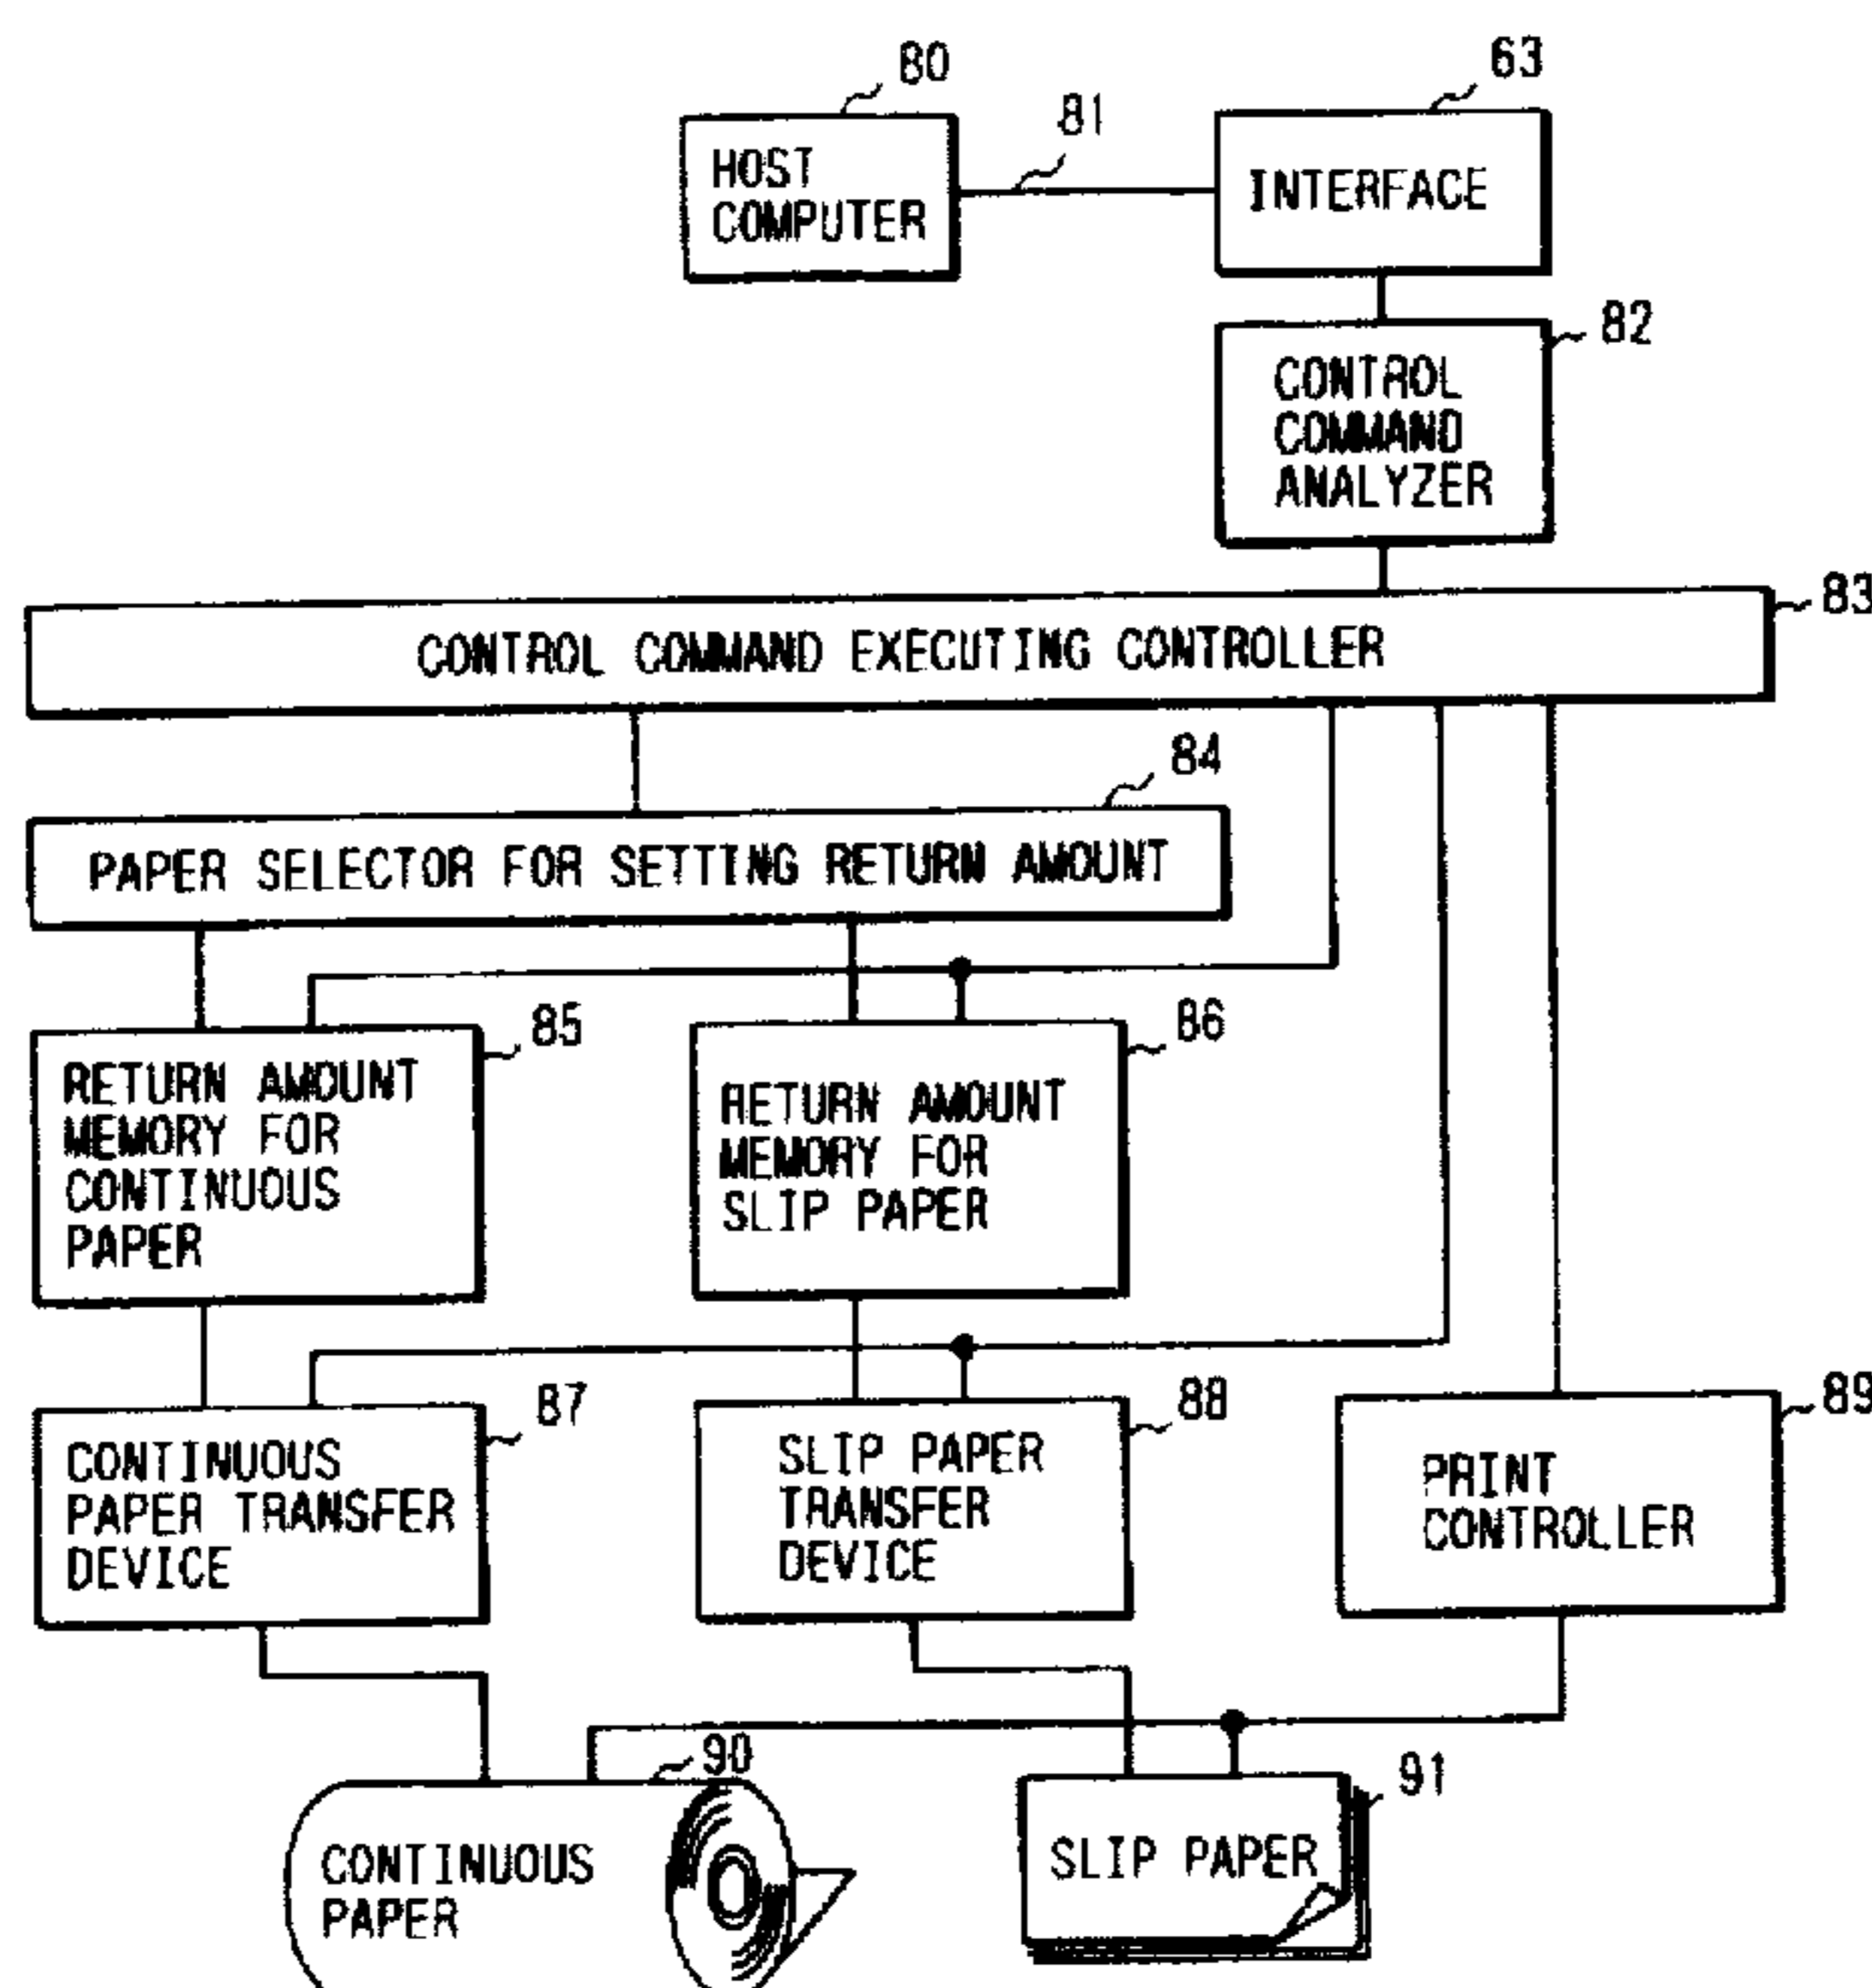 80
63
81
HOST
COMPUTER
INTERFACE
82
CONTROL
COMMAND
ANALYZER
83
CONTROL COMMAND EXECUTING CONTROLLER
84
PAPER SELECTOR FOR SETTING RETURN AMOUNT
85
86
RETURN AMOUNT
MEMORY FOR
CONTINUOUS
PAPER
RETURN AMOUNT
MEMORY FOR
SLIP PAPER
87
88
89
CONTINUOUS
PAPER TRANSFER
DEVICE
SLIP PAPER
TRANSFER
DEVICE
PRINT
CONTROLLER
90
91
CONTINUOUS
PAPER
SLIP PAPER